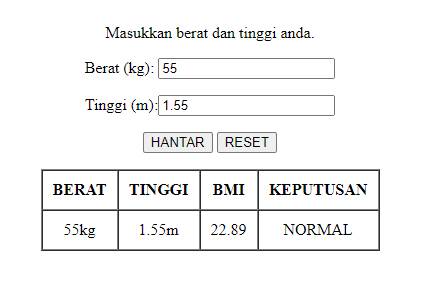 Masukkan berat dan tinggi anda.
Berat (kg): 55
Tinggi (m): 1.55
HANTAR RESET
BERAT TINGGI BMI KEPUTUSAN
55kg 1.55m 22.89 NORMAL